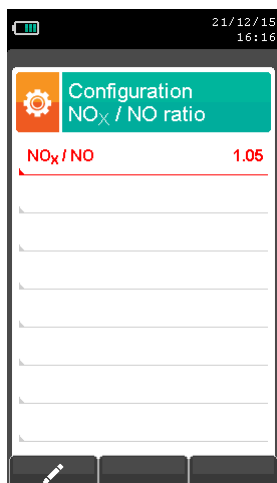 21/12/15
16:16
Configuration
NOX / NO ratio
NOX / NO 1.05